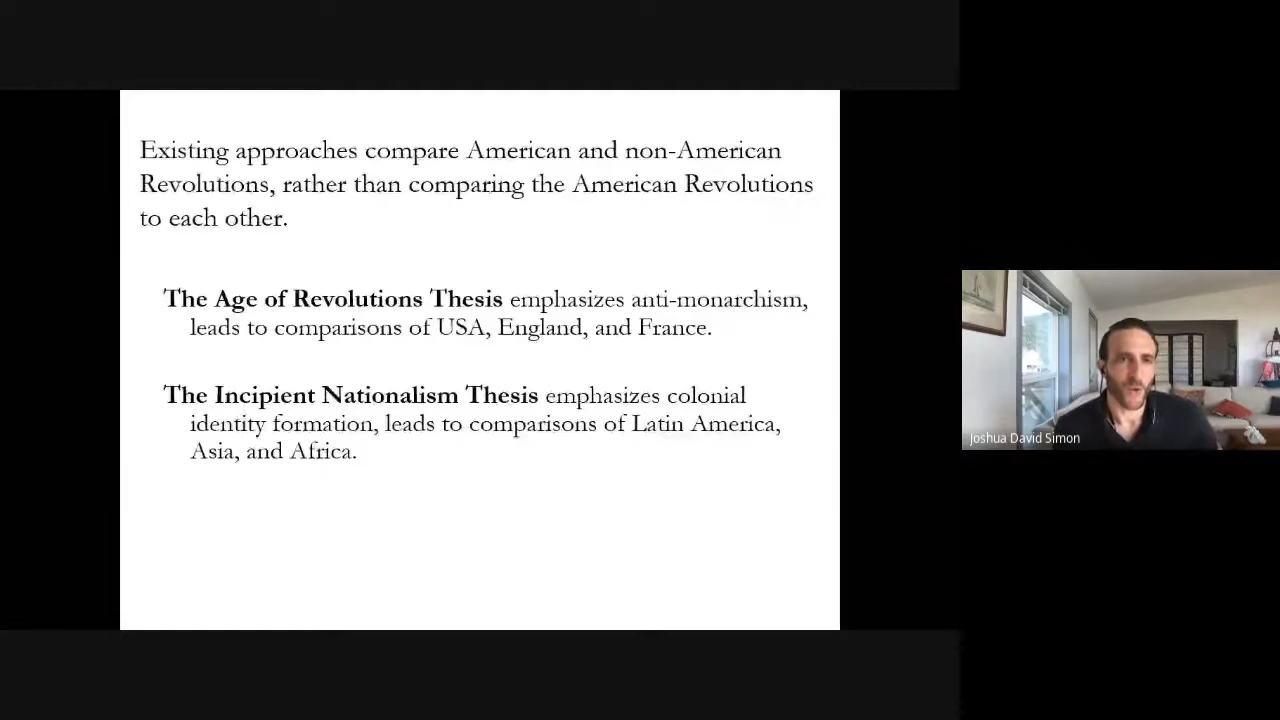 Existing approaches compare American and non-American
Revolutions, rather than comparing the American Revolutions
to each other.
The Age of Revolutions Thesis emphasizes anti-monarchism,
leads to comparisons of USA, England, and France.
The Incipient Nationalism Thesis emphasizes colonial
identity formation, leads to comparisons of Latin America,
Asia, and Africa.
Joshua David Simon